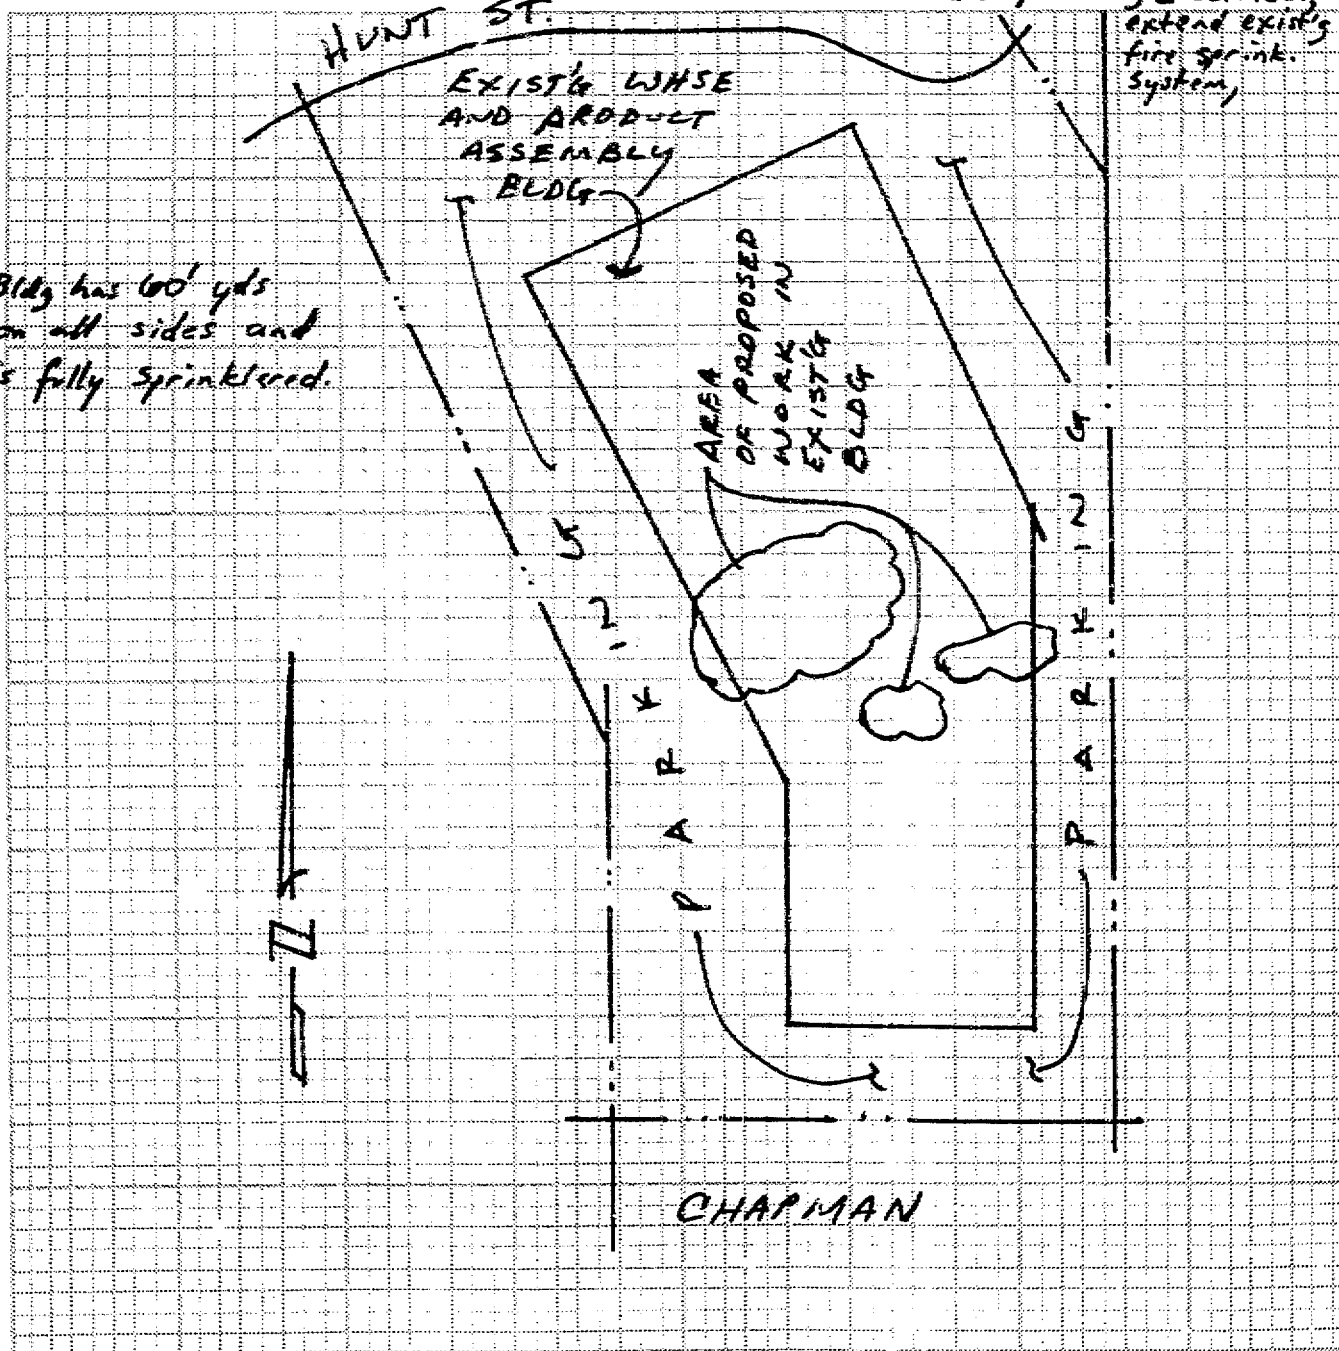 HUNT ST.
extend exist'g
fire sprink.
system,
EXIST'G WHSE
AND PRODUCT
ASSEMBLY
BLDG
Bldg has 60' yds
on all sides and
is fully sprinklered.
AREA
OF PROPOSED
WORK IN
EXIST'G
BLDG
PARKING
PARKING
N
CHAPMAN